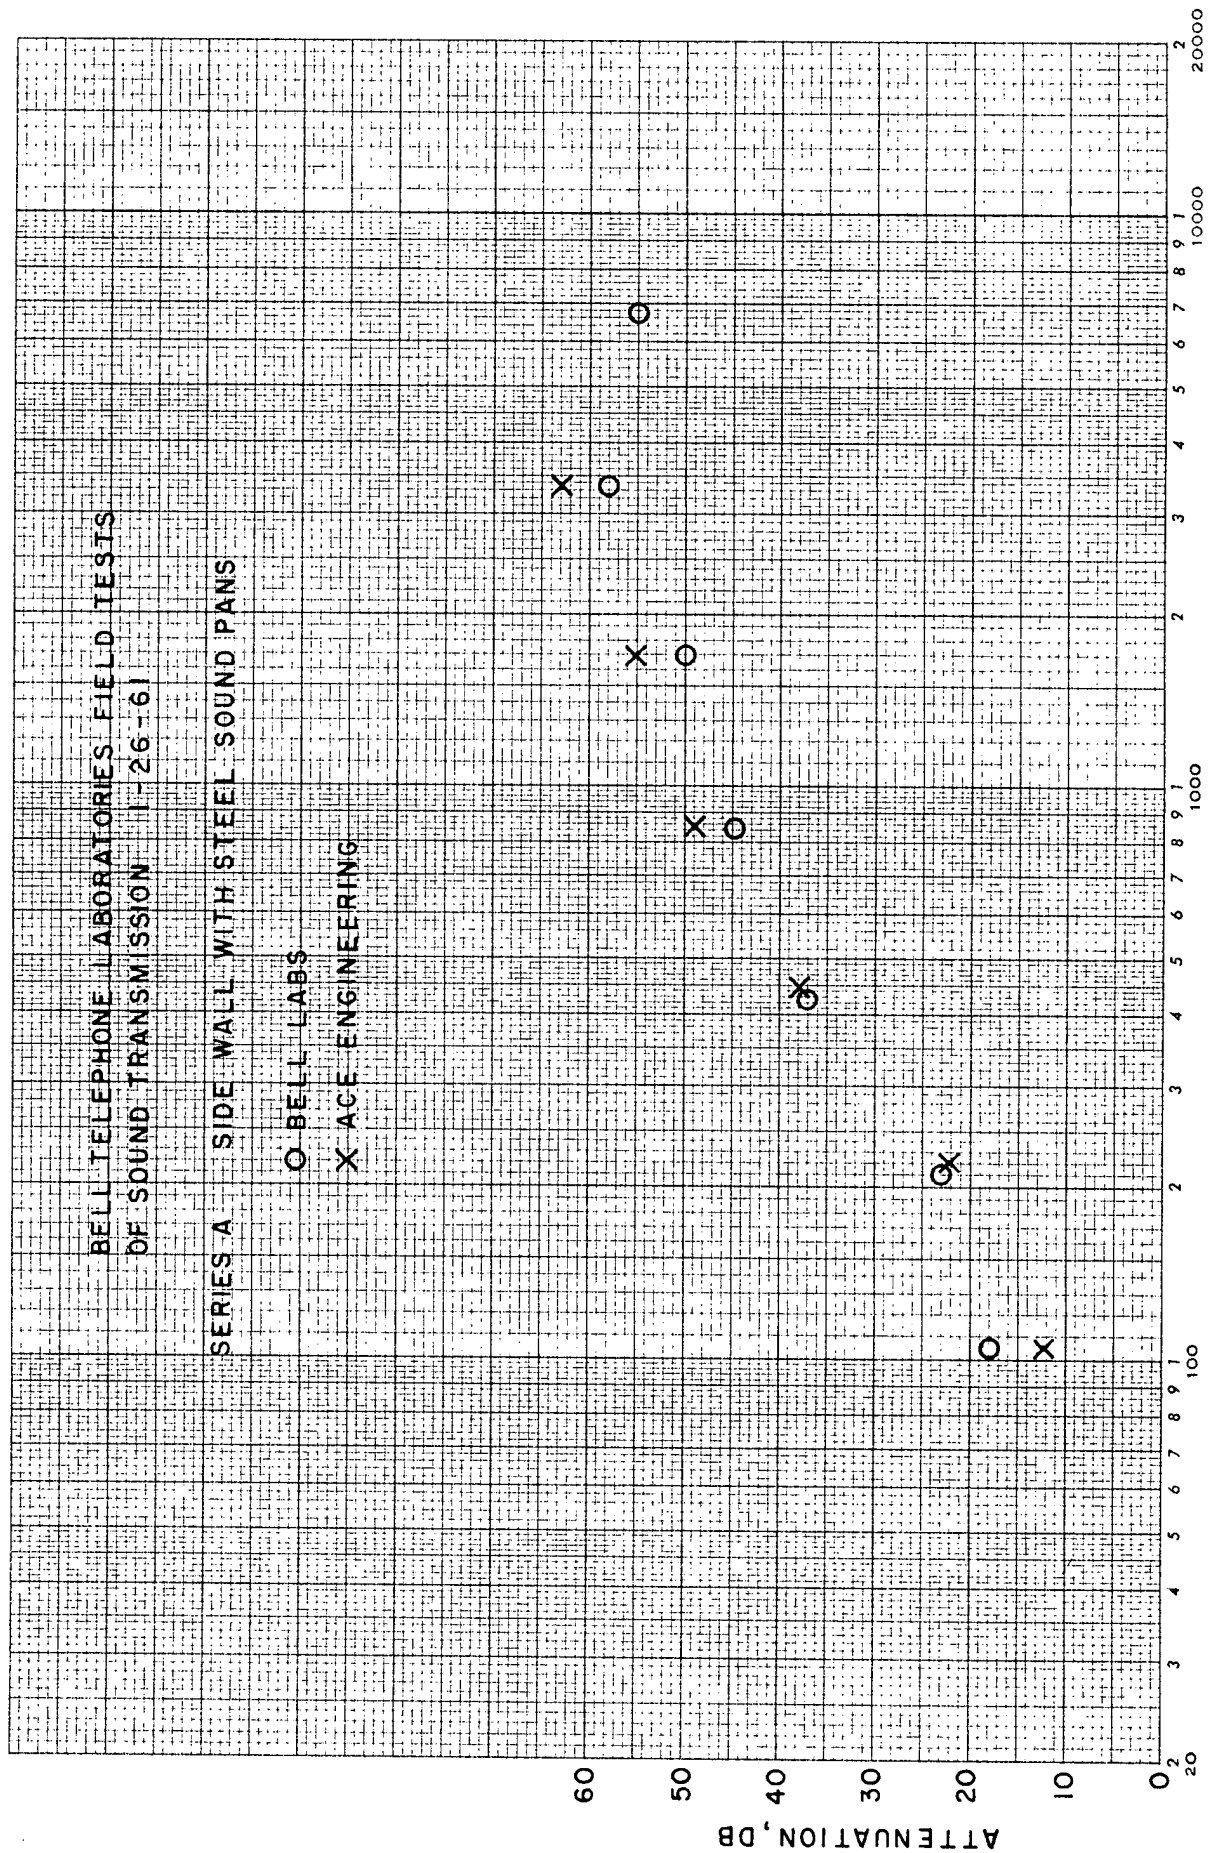 BELL TELEPHONE LABORATORIES FIELD TESTS
OF SOUND TRANSMISSION 1-26-61
SERIES A SIDE WALL WITH STEEL SOUND PANS
O BELL LABS
X ACE ENGINEERING
ATTENUATION, DB
60
50
40
30
20
10
0
2 3 4 5 6 7 8 9 1 2 3 4 5 6 7 8 9 1 2 3 4 5 6 7 8 9 1 2
20 100 1000 10000 20000